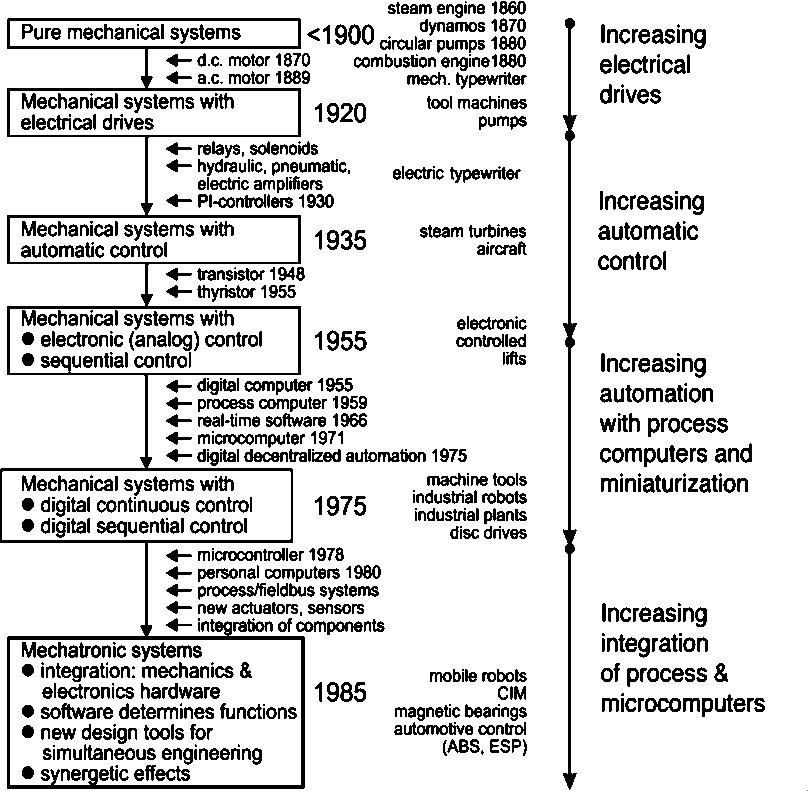 Pure mechanical systems
<1900
steam engine 1860
dynamos 1870
circular pumps 1880
combustion engine1880
mech. typewriter
Increasing
electrical
drives
d.c. motor 1870
a.c. motor 1889
Mechanical systems with
electrical drives
1920
tool machines
pumps
relays, solenoids
hydraulic, pneumatic,
electric amplifiers
PI-controllers 1930
electric typewriter
Increasing
automatic
control
Mechanical systems with
automatic control
1935
steam turbines
aircraft
transistor 1948
thyristor 1955
Mechanical systems with
● electronic (analog) control
● sequential control
1955
electronic
controlled
lifts
Increasing
automation
with process
computers and
miniaturization
digital computer 1955
process computer 1959
real-time software 1966
microcomputer 1971
digital decentralized automation 1975
Mechanical systems with
● digital continuous control
● digital sequential control
1975
machine tools
industrial robots
industrial plants
disc drives
microcontroller 1978
personal computers 1980
process/fieldbus systems
new actuators, sensors
integration of components
Increasing
integration
of process &
microcomputers
Mechatronic systems
● integration: mechanics &
electronics hardware
● software determines functions
● new design tools for
simultaneous engineering
● synergetic effects
1985
mobile robots
CIM
magnetic bearings
automotive control
(ABS, ESP)